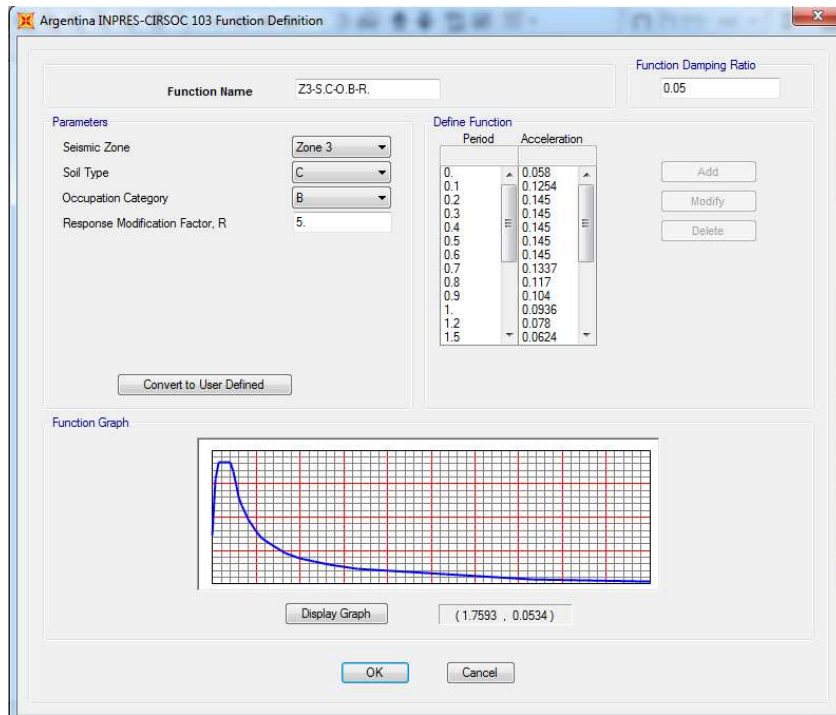 Argentina INPRES-CIRSOC 103 Function Definition
Function Damping Ratio
Function Name Z3-S.C-O.B-R. 0.05
Parameters Define Function
Period Acceleration
Seismic Zone Zone 3
Soil Type C
Occupation Category B
Response Modification Factor, R 5.
0. 0.058
0.1 0.1254
0.2 0.145
0.3 0.145
0.4 0.145
0.5 0.145
0.6 0.145
0.7 0.1337
0.8 0.117
0.9 0.104
1. 0.0936
1.2 0.078
1.5 0.0624
Add
Modify
Delete
Convert to User Defined
Function Graph
Display Graph (1.7593 , 0.0534)
OK Cancel